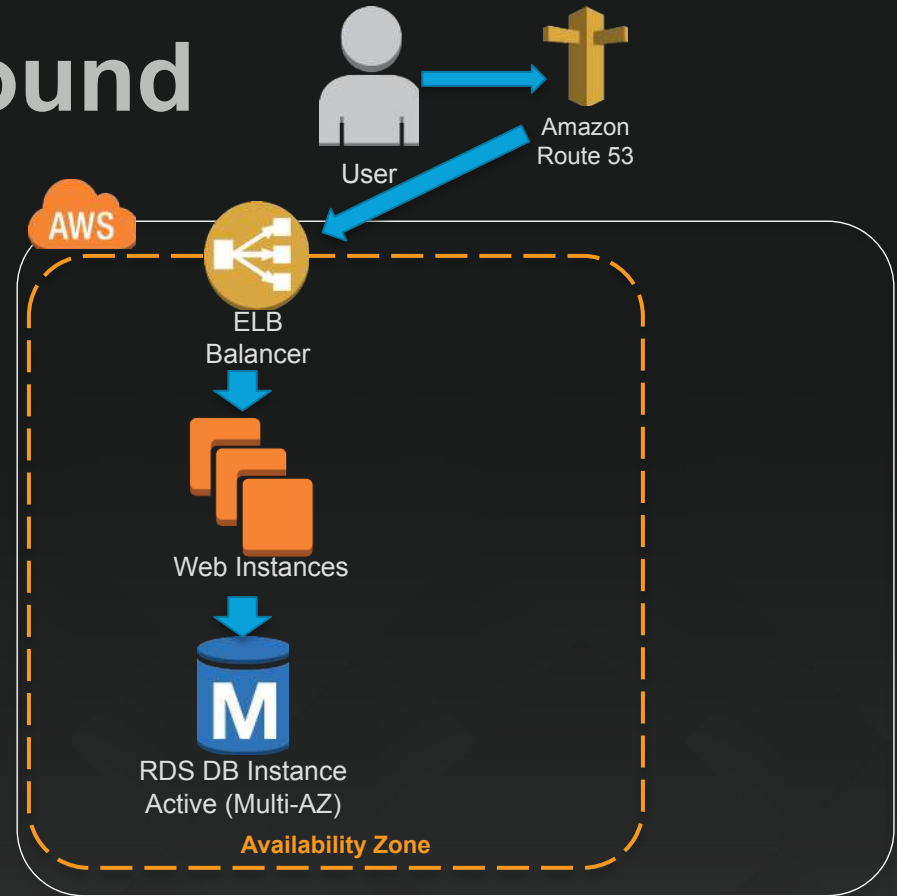 ound
User
Amazon
Route 53
AWS
ELB
Balancer
Web Instances
M
RDS DB Instance
Active (Multi-AZ)
Availability Zone